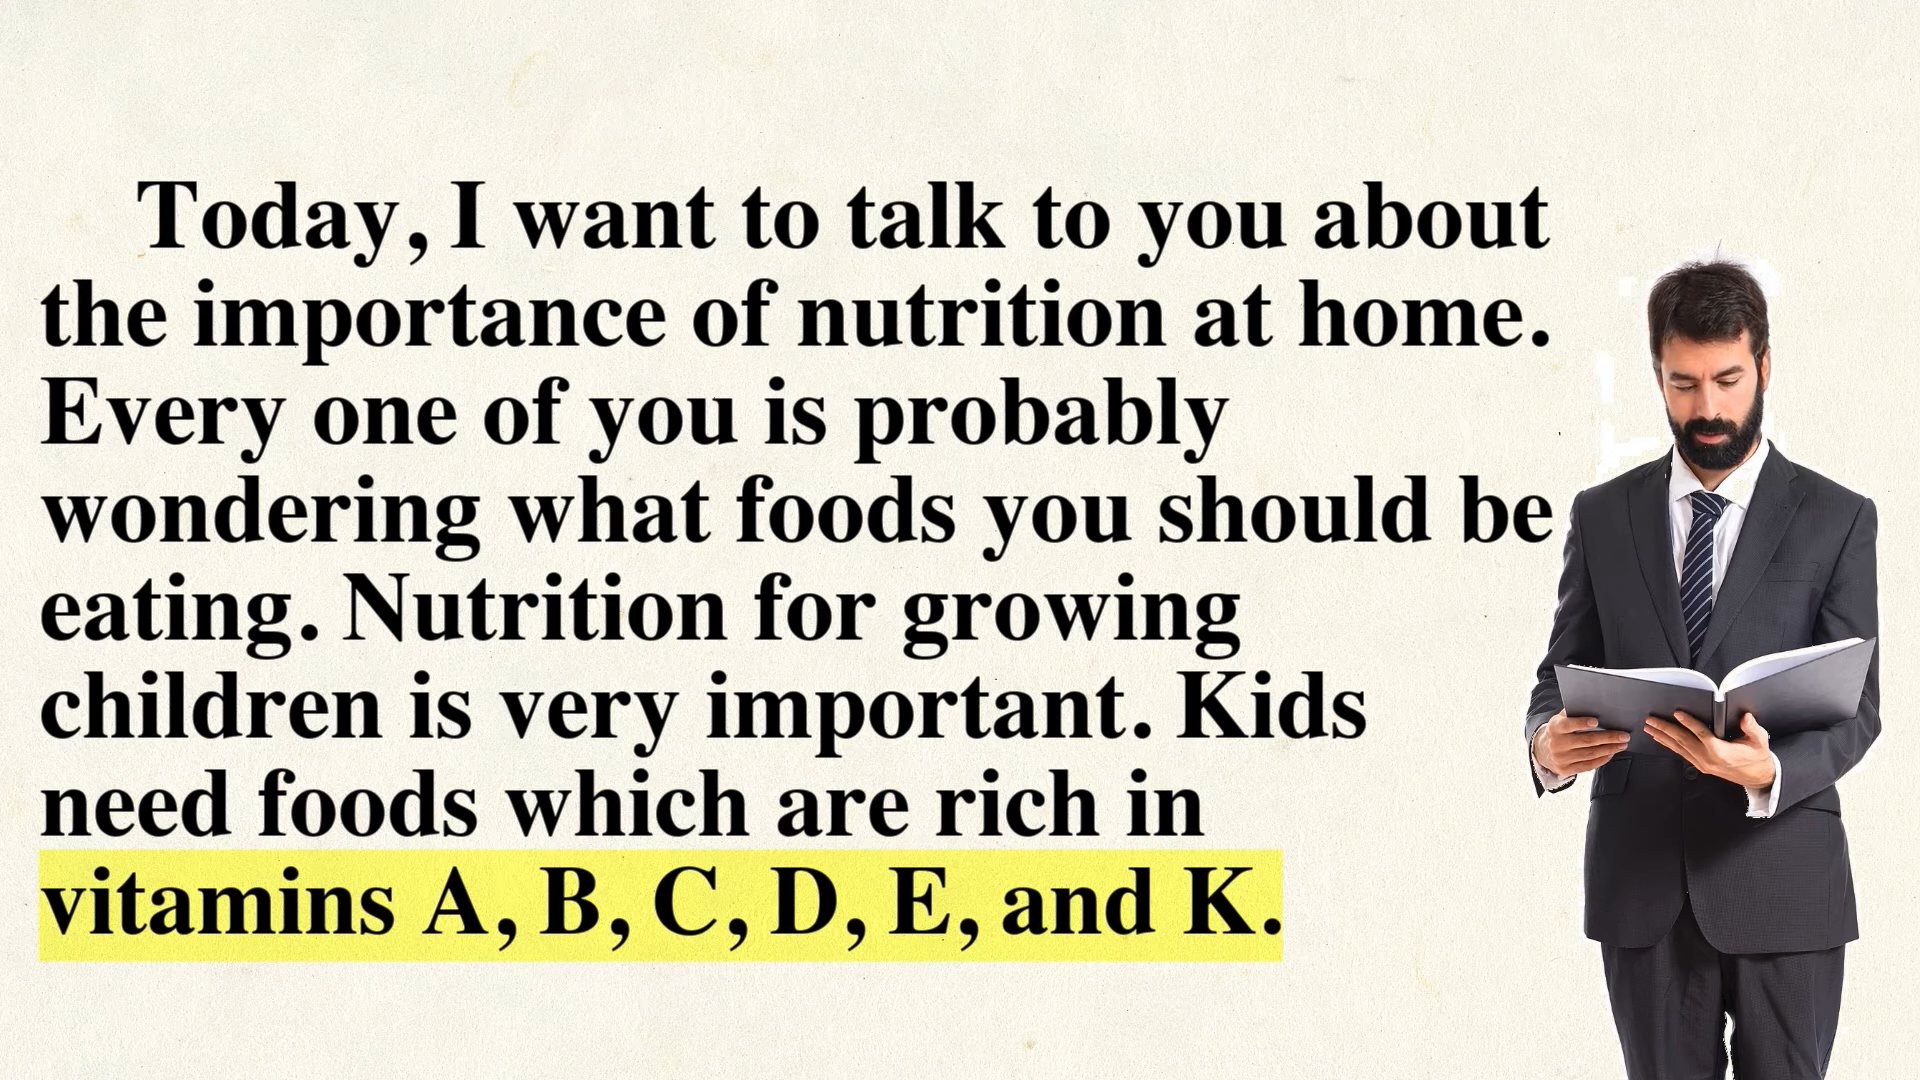 Today, I want to talk to you about
the importance of nutrition at home.
Every one of you is probably
wondering what foods you should be
eating. Nutrition for growing
children is very important. Kids
need foods which are rich in
vitamins A, B, C, D, E, and K.